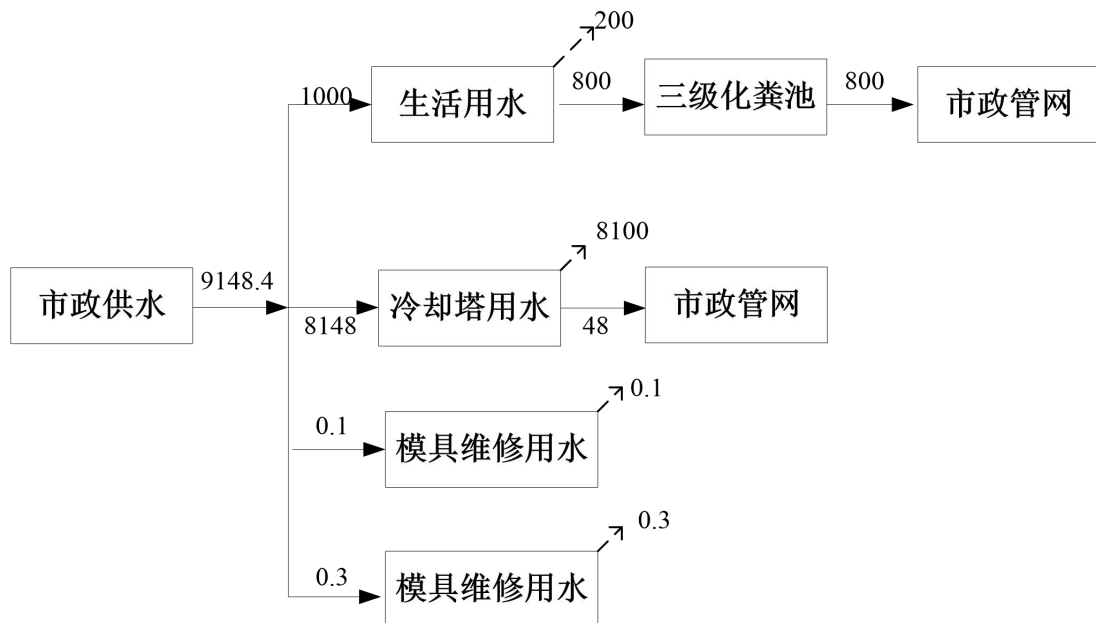 200
1000
生活用水
800
三级化粪池
800
市政管网
8100
市政供水
9148.4
8148
冷却塔用水
48
市政管网
0.1
0.1
模具维修用水
0.3
0.3
模具维修用水